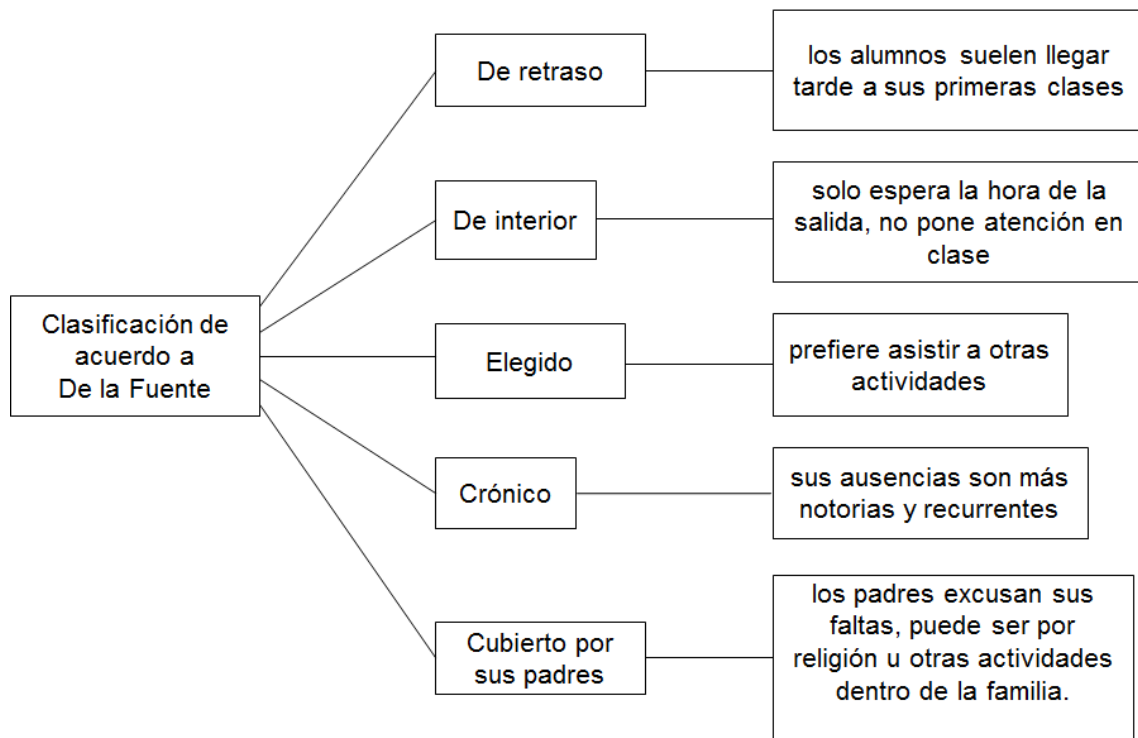 De retraso
los alumnos suelen llegar
tarde a sus primeras clases
De interior
solo espera la hora de la
salida, no pone atención en
clase
Clasificación de
acuerdo a
De la Fuente
Elegido
prefiere asistir a otras
actividades
Crónico
sus ausencias son más
notorias y recurrentes
Cubierto por
sus padres
los padres excusan sus
faltas, puede ser por
religión u otras actividades
dentro de la familia.